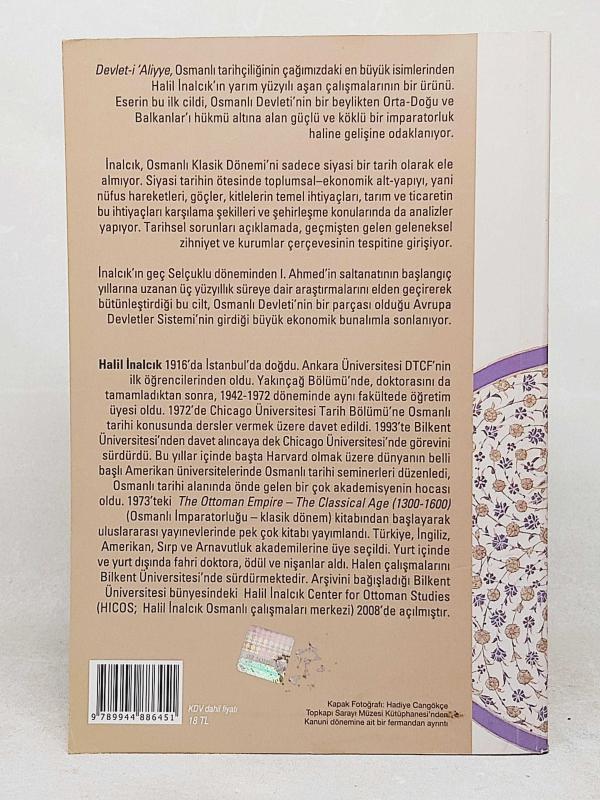 Devlet-i 'Aliyye, Osmanlı tarihçiliğinin çağımızdaki en büyük isimlerinden
Halil İnalcık'ın yarım yüzyılı aşan çalışmalarının bir ürünü.
Eserin bu ilk cildi, Osmanlı Devleti'nin bir beylikten Orta-Doğu ve
Balkanlar'ı hükmü altına alan güçlü ve köklü bir imparatorluk
haline gelişine odaklanıyor.
İnalcık, Osmanlı Klasik Dönemi'ni sadece siyasi bir tarih olarak ele
almıyor. Siyasi tarihin ötesinde toplumsal–ekonomik alt-yapıyı, yani
nüfus hareketleri, göçler, kitlelerin temel ihtiyaçları, tarım ve ticaretin
bu ihtiyaçları karşılama şekilleri ve şehirleşme konularında da analizler
yapıyor. Tarihsel sorunları açıklamada, geçmişten gelen geleneksel
zihniyet ve kurumlar çerçevesinin tespitine girişiyor.
İnalcık'ın geç Selçuklu döneminden I. Ahmed'in saltanatının başlangıç
yıllarına uzanan üç yüzyıllık süreye dair araştırmalarını elden geçirerek
bütünleştirdiği bu cilt, Osmanlı Devleti'nin bir parçası olduğu Avrupa
Devletler Sistemi'nin girdiği büyük ekonomik bunalımla sonlanıyor.
Halil İnalcık 1916'da İstanbul'da doğdu. Ankara Üniversitesi DTCF'nin
ilk öğrencilerinden oldu. Yakınçağ Bölümü'nde, doktorasını da
tamamladıktan sonra, 1942-1972 döneminde aynı fakültede öğretim
üyesi oldu. 1972'de Chicago Üniversitesi Tarih Bölümü'ne Osmanlı
tarihi konusunda dersler vermek üzere davet edildi. 1993'te Bilkent
Üniversitesi'nden davet alıncaya dek Chicago Üniversitesi'nde görevini
sürdürdü. Bu yıllar içinde başta Harvard olmak üzere dünyanın belli
başlı Amerikan üniversitelerinde Osmanlı tarihi seminerleri düzenledi,
Osmanlı tarihi alanında önde gelen bir çok akademisyenin hocası
oldu. 1973'teki The Ottoman Empire – The Classical Age (1300-1600)
(Osmanlı İmparatorluğu – klasik dönem) kitabından başlayarak
uluslararası yayınevlerinde pek çok kitabı yayımlandı. Türkiye, İngiliz,
Amerikan, Sırp ve Arnavutluk akademilerine üye seçildi. Yurt içinde
ve yurt dışında fahri doktora, ödül ve nişanlar aldı. Halen çalışmalarını
Bilkent Üniversitesi'nde sürdürmektedir. Arşivini bağışladığı Bilkent
Üniversitesi bünyesindeki Halil İnalcık Center for Ottoman Studies
(HICOS; Halil İnalcık Osmanlı çalışmaları merkezi) 2008'de açılmıştır.
9 789944 886451
KDV dahil fiyatı
18 TL
Kapak Fotoğrafı: Hadiye Cangökçe
Topkapı Sarayı Müzesi Kütüphanesi'nden
Kanuni dönemine ait bir fermandan ayrıntı